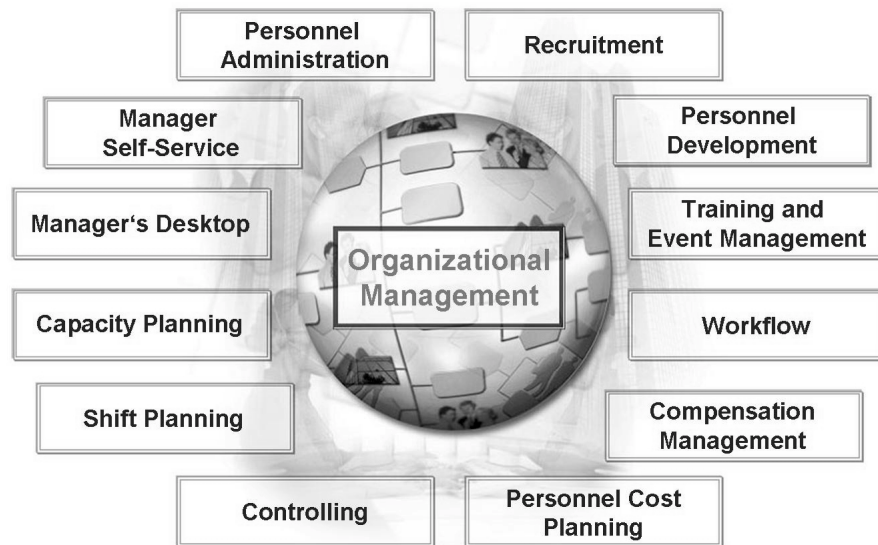 Personnel
Administration
Recruitment
Manager
Self-Service
Personnel
Development
Manager‘s Desktop
Training and
Event Management
Organizational
Management
Capacity Planning
Workflow
Shift Planning
Compensation
Management
Controlling
Personnel Cost
Planning